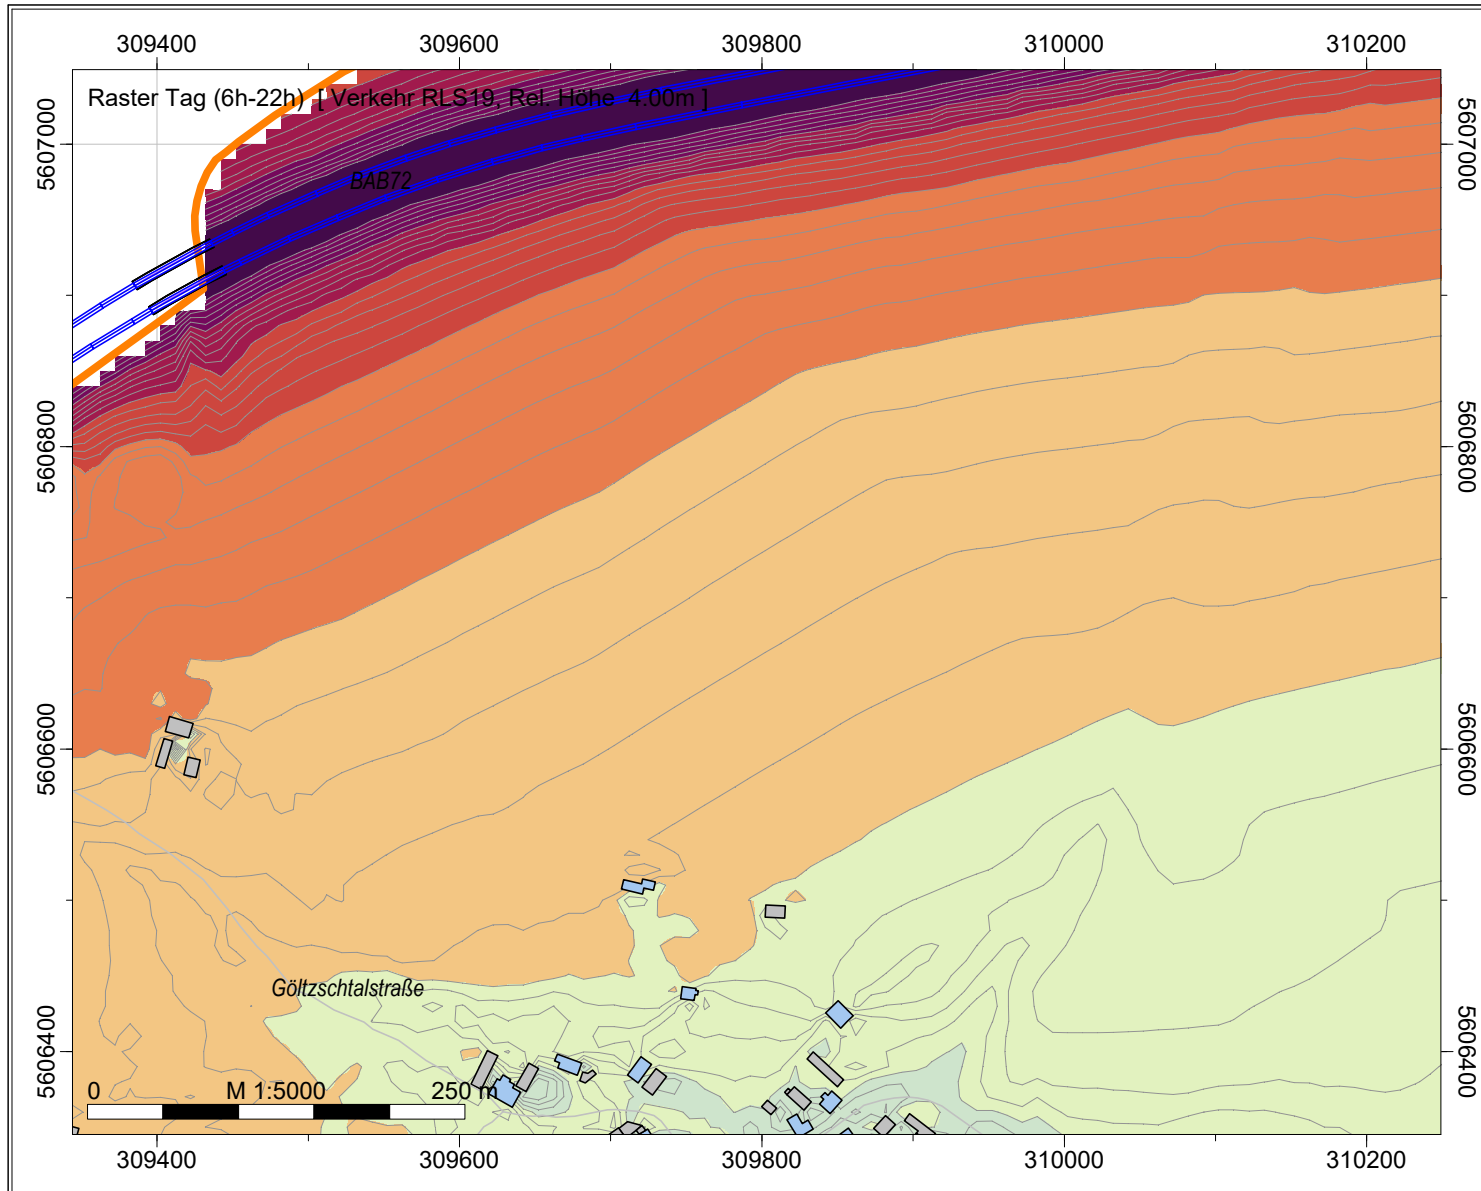 309400 309600 309800 310000 310200
Raster Tag (6h-22h) [ Verkehr RLS19, Rel. Höhe 4.00m ]
5607000 5607000
BAB72
5606800 5606800
5606600 5606600
Göltzschtalstraße
5606400 5606400
0 M 1:5000 250 m
309400 309600 309800 310000 310200